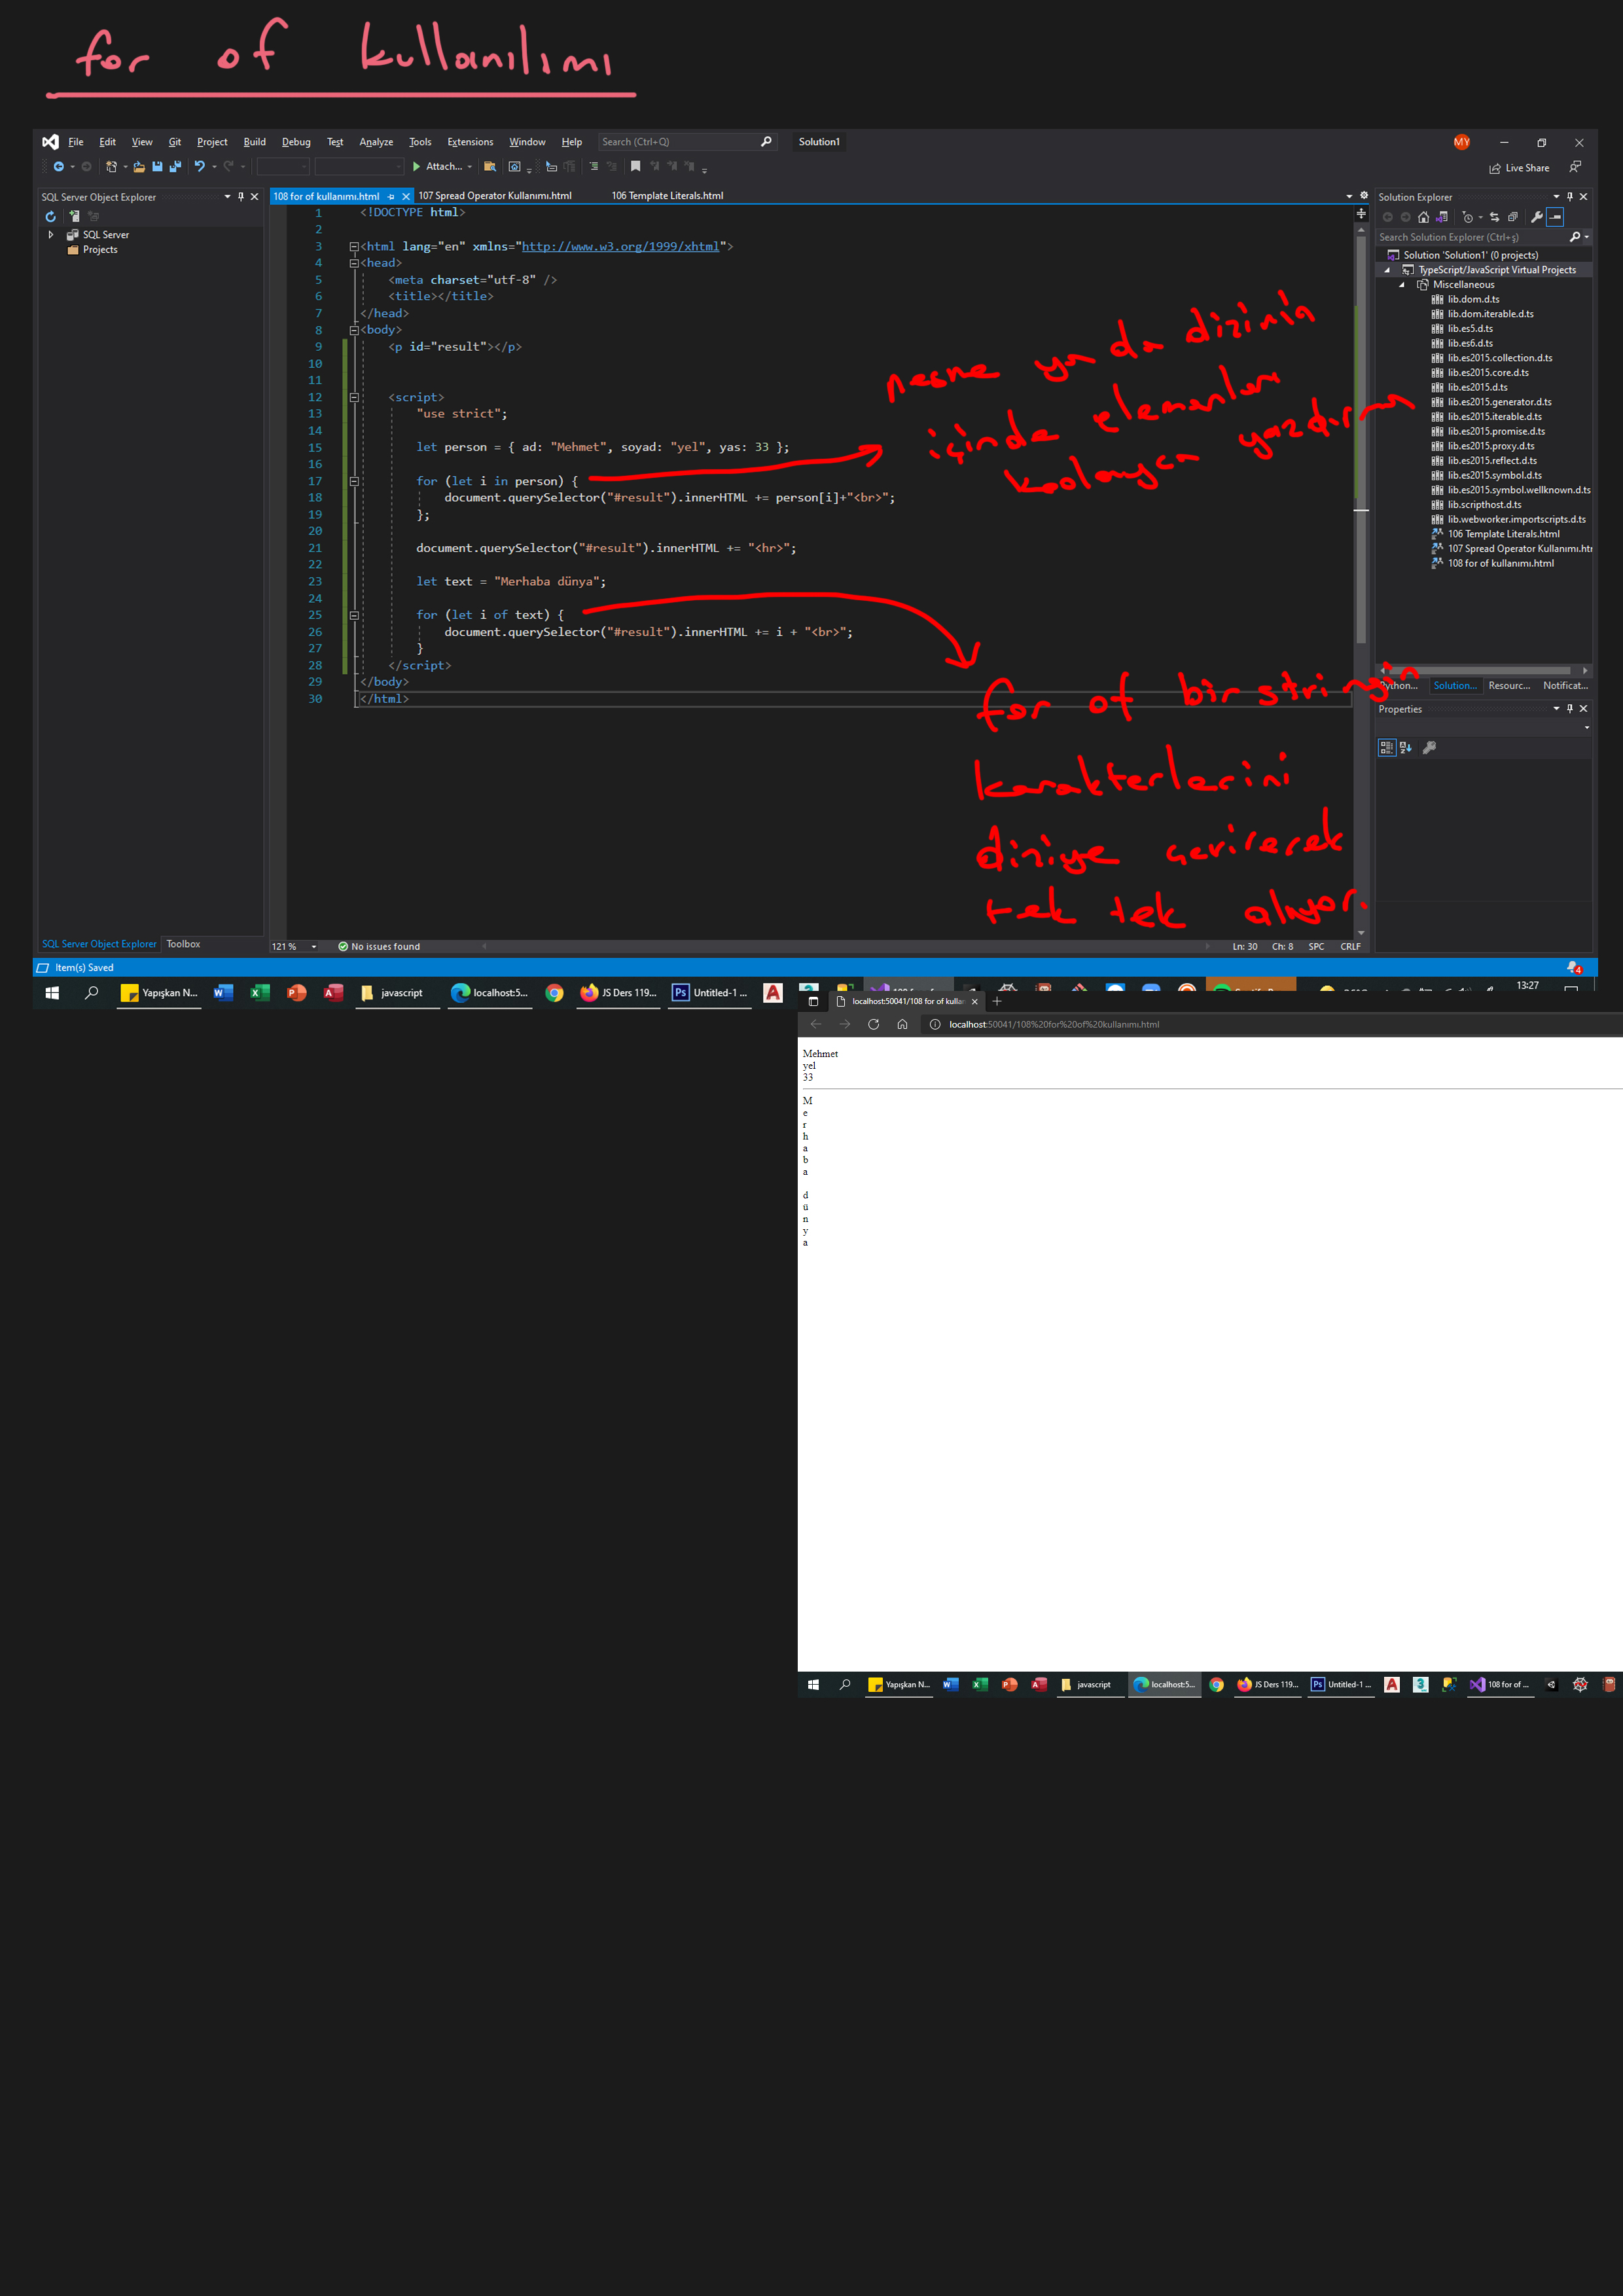 for of kullanılımı
File Edit View Git Project Build Debug Test Analyze Tools Extensions Window Help Search (Ctrl+Q) Solution1 MY
Attach... Live Share
SQL Server Object Explorer
SQL Server
Projects
108 for of kullanımı.html 107 Spread Operator Kullanımı.html 106 Template Literals.html
1 <!DOCTYPE html>
2
3 <html lang="en" xmlns="http://www.w3.org/1999/xhtml">
4 <head>
5 <meta charset="utf-8" />
6 <title></title>
7 </head>
8 <body>
9 <p id="result"></p>
10
11
12 <script>
13 "use strict";
14
15 let person = { ad: "Mehmet", soyad: "yel", yas: 33 };
16
17 for (let i in person) {
18 document.querySelector("#result").innerHTML += person[i]+"<br>";
19 };
20
21 document.querySelector("#result").innerHTML += "<hr>";
22
23 let text = "Merhaba dünya";
24
25 for (let i of text) {
26 document.querySelector("#result").innerHTML += i + "<br>";
27 }
28 </script>
29 </body>
30 </html>
nesne ya da dizinin
içinde elemanları
kolayca yazdırma
for of bir stringin
karakterlerini
diziye çevirerek
tek tek alıyor.
Solution Explorer
Search Solution Explorer (Ctrl+ş)
Solution 'Solution1' (0 projects)
TypeScript/JavaScript Virtual Projects
Miscellaneous
lib.dom.d.ts
lib.dom.iterable.d.ts
lib.es5.d.ts
lib.es6.d.ts
lib.es2015.collection.d.ts
lib.es2015.core.d.ts
lib.es2015.d.ts
lib.es2015.generator.d.ts
lib.es2015.iterable.d.ts
lib.es2015.promise.d.ts
lib.es2015.proxy.d.ts
lib.es2015.reflect.d.ts
lib.es2015.symbol.d.ts
lib.es2015.symbol.wellknown.d.ts
lib.scripthost.d.ts
lib.webworker.importscripts.d.ts
106 Template Literals.html
107 Spread Operator Kullanımı.htr
108 for of kullanımı.html
Python... Solution... Resourc... Notificat...
Properties
SQL Server Object Explorer Toolbox
121 % No issues found Ln: 30 Ch: 8 SPC CRLF
Item(s) Saved 4
Yapışkan N... javascript localhost:5... JS Ders 119... Untitled-1 ... 13:27
localhost:50041/108 for of kullar
localhost:50041/108%20for%20of%20kullanımı.html
Mehmet
yel
33
M
e
r
h
a
b
a
d
ü
n
y
a
Yapışkan N... javascript localhost:5... JS Ders 119... Untitled-1 ... 108 for of ...